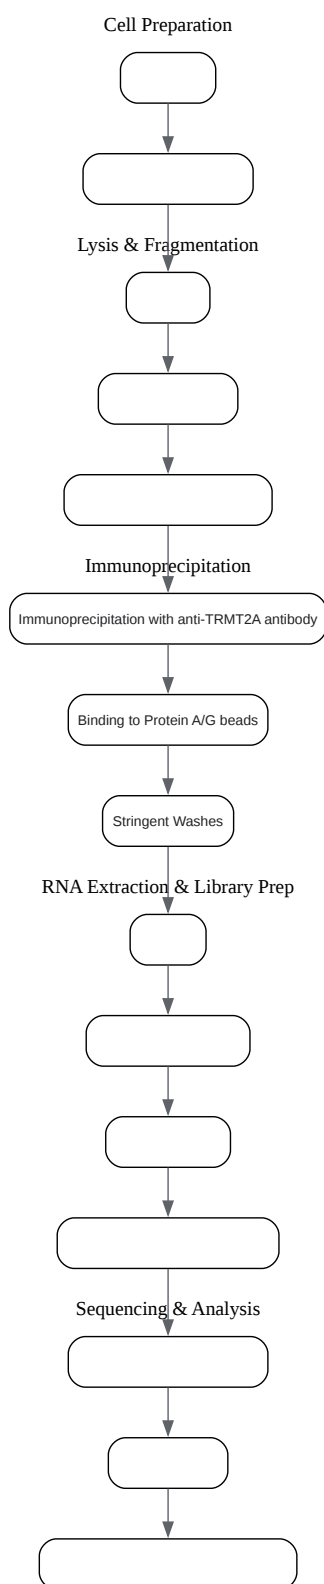 Cell Preparation
Lysis & Fragmentation
Immunoprecipitation
Immunoprecipitation with anti-TRMT2A antibody
Binding to Protein A/G beads
Stringent Washes
RNA Extraction & Library Prep
Sequencing & Analysis